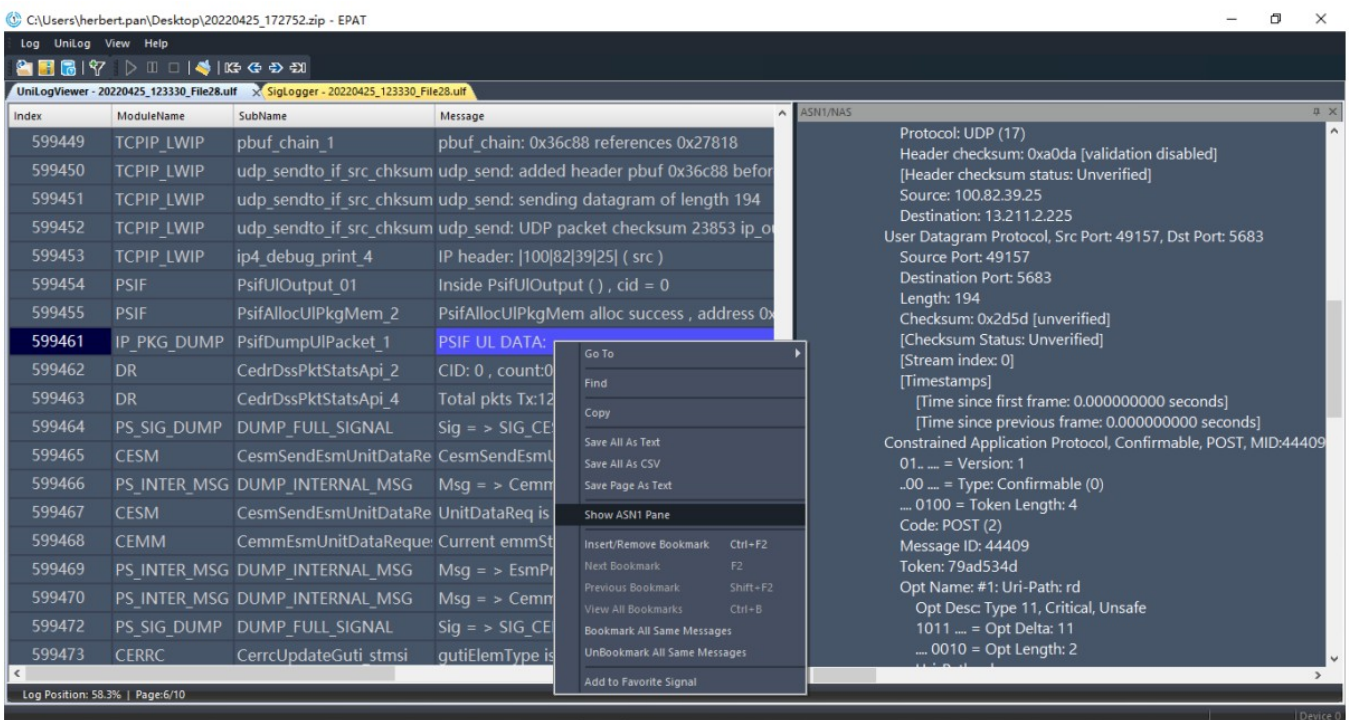 C:\Users\herbert.pan\Desktop\20220425_172752.zip - EPAT
Log UniLog View Help
UniLogViewer - 20220425_123330_File28.ulf SigLogger - 20220425_123330_File28.ulf
Index ModuleName SubName Message
599449 TCPIP_LWIP pbuf_chain_1 pbuf_chain: 0x36c88 references 0x27818
599450 TCPIP_LWIP udp_sendto_if_src_chksum udp_send: added header pbuf 0x36c88 befor
599451 TCPIP_LWIP udp_sendto_if_src_chksum udp_send: sending datagram of length 194
599452 TCPIP_LWIP udp_sendto_if_src_chksum udp_send: UDP packet checksum 23853 ip_o
599453 TCPIP_LWIP ip4_debug_print_4 IP header: |100|82|39|25| ( src )
599454 PSIF PsifUlOutput_01 Inside PsifUlOutput ( ) , cid = 0
599455 PSIF PsifAllocUlPkgMem_2 PsifAllocUlPkgMem alloc success , address 0x
599461 IP_PKG_DUMP PsifDumpUlPacket_1 PSIF UL DATA:
599462 DR CedrDssPktStatsApi_2 CID: 0 , count:0
599463 DR CedrDssPktStatsApi_4 Total pkts Tx:12
599464 PS_SIG_DUMP DUMP_FULL_SIGNAL Sig = > SIG_CE
599465 CESM CesmSendEsmUnitDataRe CesmSendEsmU
599466 PS_INTER_MSG DUMP_INTERNAL_MSG Msg = > Cemm
599467 CESM CesmSendEsmUnitDataRe UnitDataReq is
599468 CEMM CemmEsmUnitDataReque Current emmSt
599469 PS_INTER_MSG DUMP_INTERNAL_MSG Msg = > EsmPr
599470 PS_INTER_MSG DUMP_INTERNAL_MSG Msg = > Cemm
599472 PS_SIG_DUMP DUMP_FULL_SIGNAL Sig = > SIG_CE
599473 CERRC CerrcUpdateGuti_stmsi gutiElemType is
Go To
Find
Copy
Save All As Text
Save All As CSV
Save Page As Text
Show ASN1 Pane
Insert/Remove Bookmark Ctrl+F2
Next Bookmark F2
Previous Bookmark Shift+F2
View All Bookmarks Ctrl+B
Bookmark All Same Messages
UnBookmark All Same Messages
Add to Favorite Signal
ASN1/NAS
Protocol: UDP (17)
Header checksum: 0xa0da [validation disabled]
[Header checksum status: Unverified]
Source: 100.82.39.25
Destination: 13.211.2.225
User Datagram Protocol, Src Port: 49157, Dst Port: 5683
Source Port: 49157
Destination Port: 5683
Length: 194
Checksum: 0x2d5d [unverified]
[Checksum Status: Unverified]
[Stream index: 0]
[Timestamps]
[Time since first frame: 0.000000000 seconds]
[Time since previous frame: 0.000000000 seconds]
Constrained Application Protocol, Confirmable, POST, MID:44409
01.. .... = Version: 1
..00 .... = Type: Confirmable (0)
.... 0100 = Token Length: 4
Code: POST (2)
Message ID: 44409
Token: 79ad534d
Opt Name: #1: Uri-Path: rd
Opt Desc: Type 11, Critical, Unsafe
1011 .... = Opt Delta: 11
.... 0010 = Opt Length: 2
Log Position: 58.3% | Page:6/10
Device 0